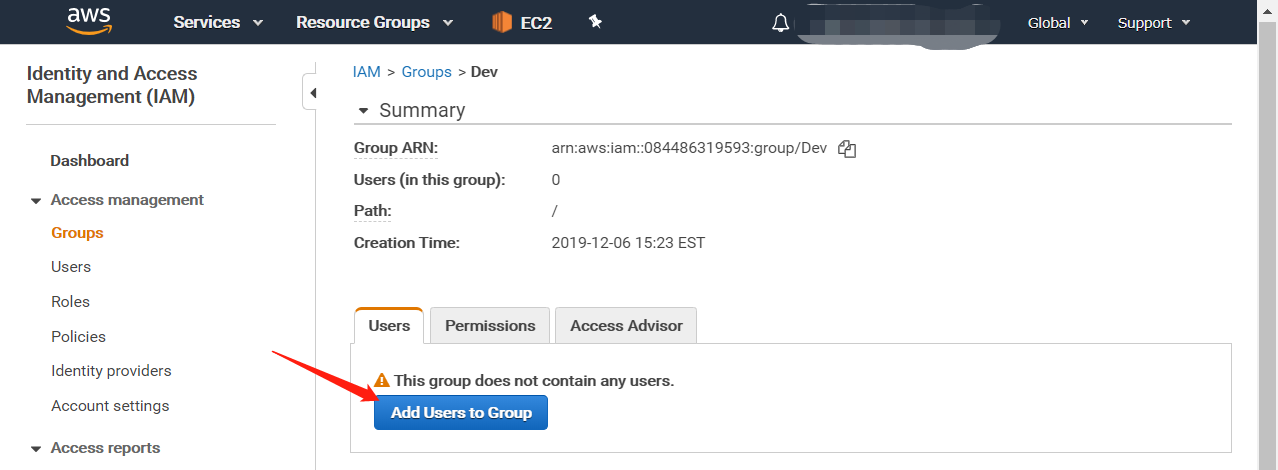 aws Services Resource Groups EC2 Global Support
Identity and Access
Management (IAM)
Dashboard
Access management
Groups
Users
Roles
Policies
Identity providers
Account settings
Access reports
IAM > Groups > Dev
Summary
Group ARN: arn:aws:iam::084486319593:group/Dev
Users (in this group): 0
Path: /
Creation Time: 2019-12-06 15:23 EST
Users Permissions Access Advisor
This group does not contain any users.
Add Users to Group